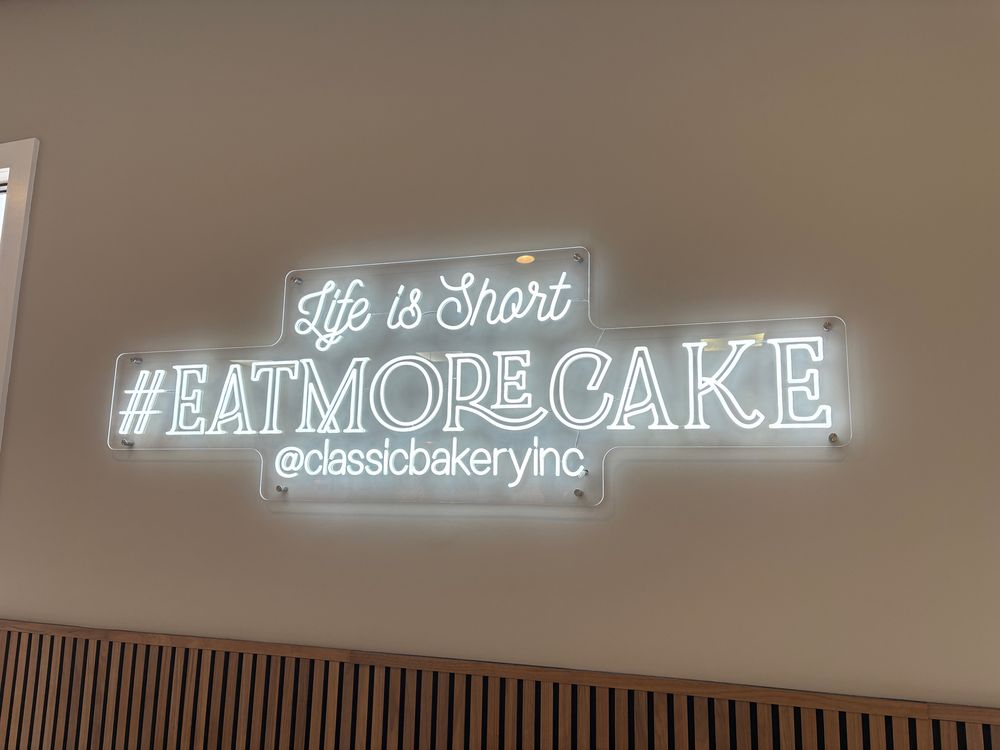 Life is Short
#EATMORECAKE
@classicbakeryinc